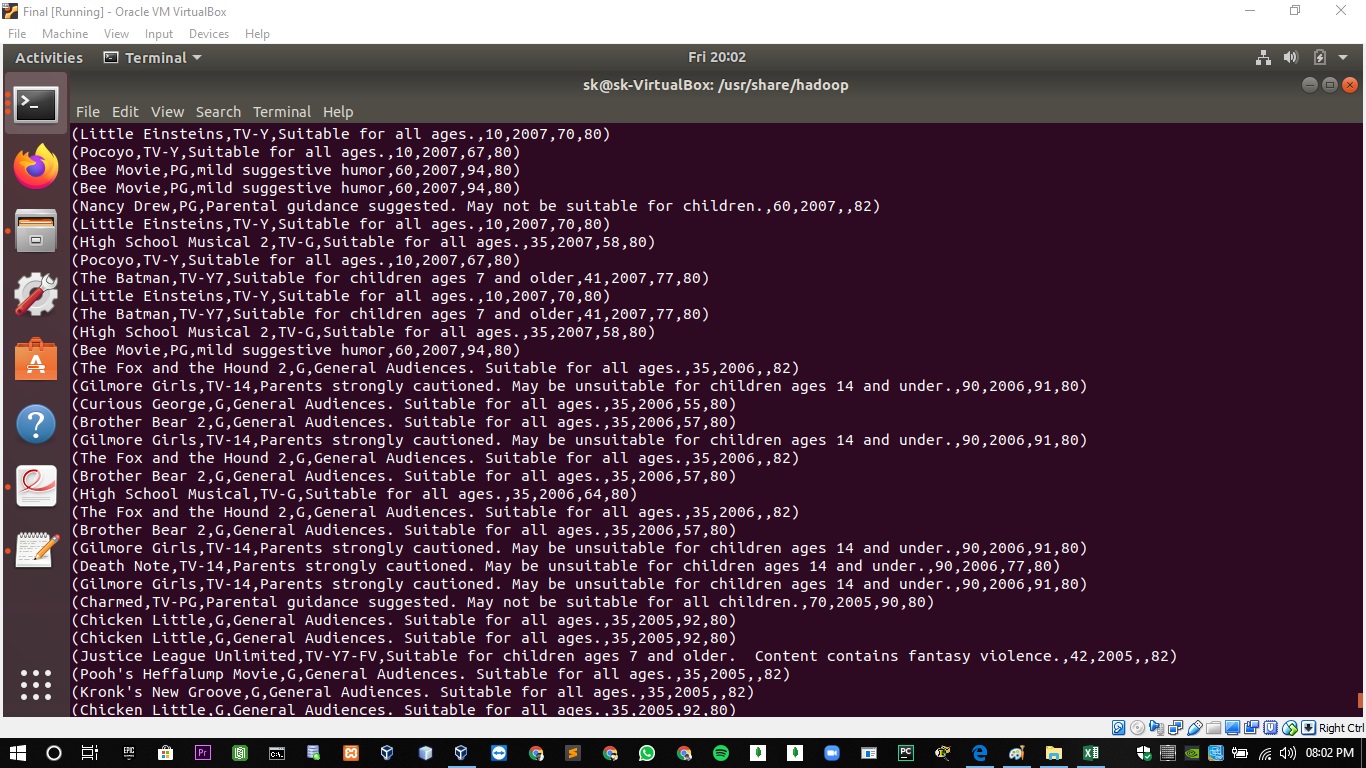 Final [Running] - Oracle VM VirtualBox
File Machine View Input Devices Help
Activities Terminal Fri 20:02
sk@sk-VirtualBox: /usr/share/hadoop
File Edit View Search Terminal Help
(Little Einsteins,TV-Y,Suitable for all ages.,10,2007,70,80)
(Pocoyo,TV-Y,Suitable for all ages.,10,2007,67,80)
(Bee Movie,PG,mild suggestive humor,60,2007,94,80)
(Bee Movie,PG,mild suggestive humor,60,2007,94,80)
(Nancy Drew,PG,Parental guidance suggested. May not be suitable for children.,60,2007,,82)
(Little Einsteins,TV-Y,Suitable for all ages.,10,2007,70,80)
(High School Musical 2,TV-G,Suitable for all ages.,35,2007,58,80)
(Pocoyo,TV-Y,Suitable for all ages.,10,2007,67,80)
(The Batman,TV-Y7,Suitable for children ages 7 and older,41,2007,77,80)
(Little Einsteins,TV-Y,Suitable for all ages.,10,2007,70,80)
(The Batman,TV-Y7,Suitable for children ages 7 and older,41,2007,77,80)
(High School Musical 2,TV-G,Suitable for all ages.,35,2007,58,80)
(Bee Movie,PG,mild suggestive humor,60,2007,94,80)
(The Fox and the Hound 2,G,General Audiences. Suitable for all ages.,35,2006,,82)
(Gilmore Girls,TV-14,Parents strongly cautioned. May be unsuitable for children ages 14 and under.,90,2006,91,80)
(Curious George,G,General Audiences. Suitable for all ages.,35,2006,55,80)
(Brother Bear 2,G,General Audiences. Suitable for all ages.,35,2006,57,80)
(Gilmore Girls,TV-14,Parents strongly cautioned. May be unsuitable for children ages 14 and under.,90,2006,91,80)
(The Fox and the Hound 2,G,General Audiences. Suitable for all ages.,35,2006,,82)
(Brother Bear 2,G,General Audiences. Suitable for all ages.,35,2006,57,80)
(High School Musical,TV-G,Suitable for all ages.,35,2006,64,80)
(The Fox and the Hound 2,G,General Audiences. Suitable for all ages.,35,2006,,82)
(Brother Bear 2,G,General Audiences. Suitable for all ages.,35,2006,57,80)
(Gilmore Girls,TV-14,Parents strongly cautioned. May be unsuitable for children ages 14 and under.,90,2006,91,80)
(Death Note,TV-14,Parents strongly cautioned. May be unsuitable for children ages 14 and under.,90,2006,77,80)
(Gilmore Girls,TV-14,Parents strongly cautioned. May be unsuitable for children ages 14 and under.,90,2006,91,80)
(Charmed,TV-PG,Parental guidance suggested. May not be suitable for all children.,70,2005,90,80)
(Chicken Little,G,General Audiences. Suitable for all ages.,35,2005,92,80)
(Chicken Little,G,General Audiences. Suitable for all ages.,35,2005,92,80)
(Justice League Unlimited,TV-Y7-FV,Suitable for children ages 7 and older.  Content contains fantasy violence.,42,2005,,82)
(Pooh's Heffalump Movie,G,General Audiences. Suitable for all ages.,35,2005,,82)
(Kronk's New Groove,G,General Audiences. Suitable for all ages.,35,2005,,82)
(Chicken Little,G,General Audiences. Suitable for all ages.,35,2005,92,80)
Right Ctrl
EPIC
Pr
C:\
PC
08:02 PM